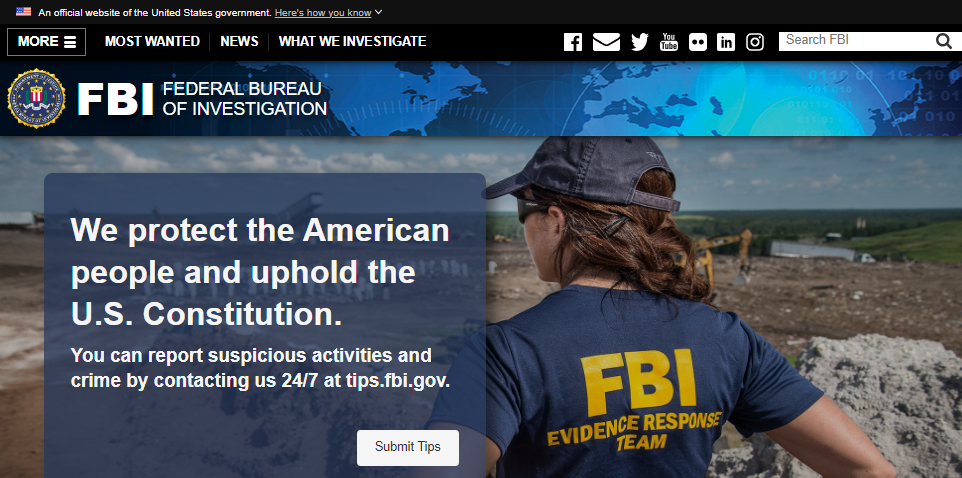 An official website of the United States government. Here's how you know
MORE MOST WANTED NEWS WHAT WE INVESTIGATE
You
Tube
in
Search FBI
FBI FEDERAL BUREAU
OF INVESTIGATION
We protect the American
people and uphold the
U.S. Constitution.
You can report suspicious activities and
crime by contacting us 24/7 at tips.fbi.gov.
Submit Tips
FBI
EVIDENCE RESPONSE
TEAM